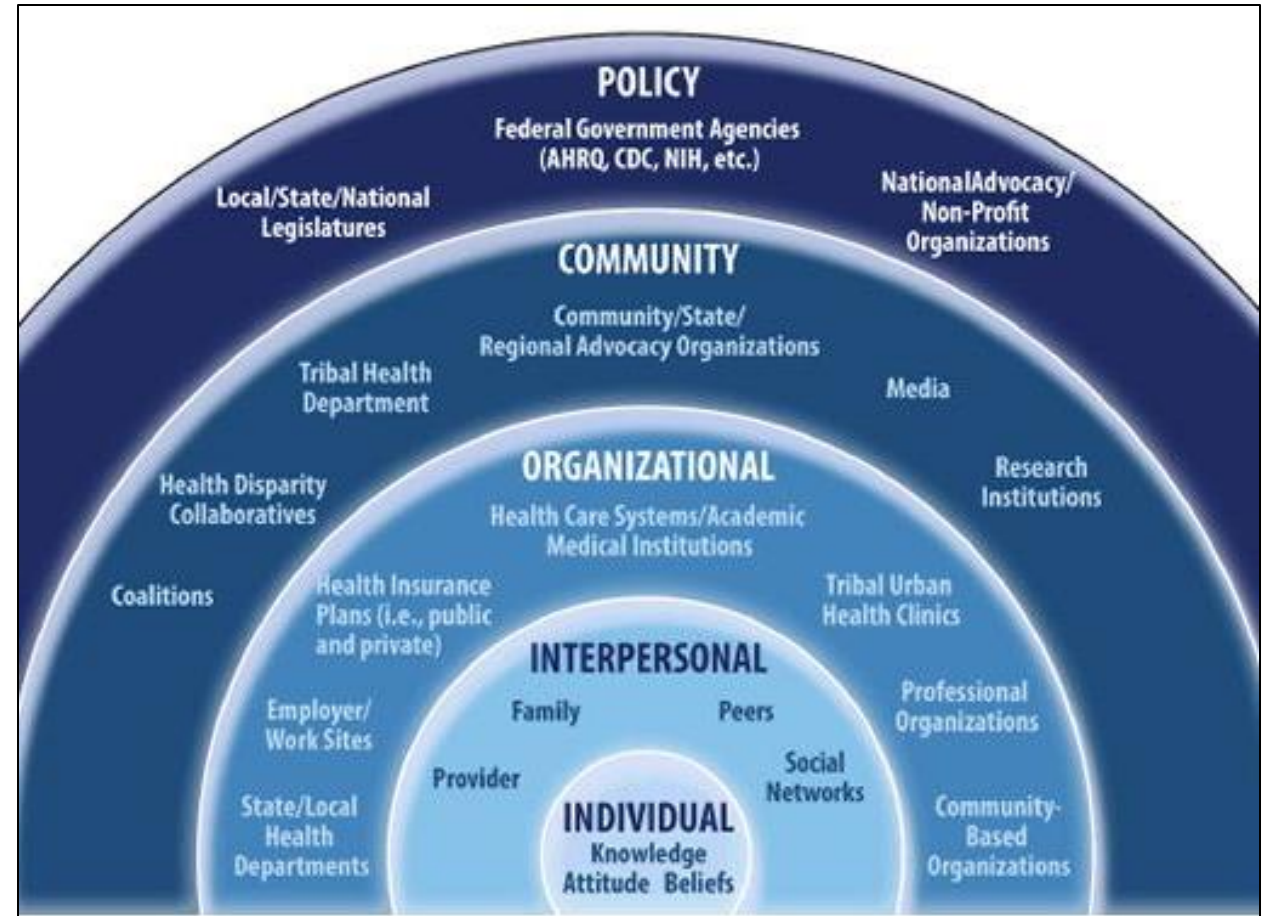 POLICY
Federal Government Agencies
(AHRQ, CDC, NIH, etc.)
Local/State/National
Legislatures
NationalAdvocacy/
Non-Profit
Organizations
COMMUNITY
Community/State/
Regional Advocacy Organizations
Tribal Health
Department
Media
Health Disparity
Collaboratives
Research
Institutions
Coalitions
ORGANIZATIONAL
Health Care Systems/Academic
Medical Institutions
Health Insurance
Plans (i.e., public
and private)
Tribal Urban
Health Clinics
Employer/
Work Sites
Professional
Organizations
State/Local
Health
Departments
Community-
Based
Organizations
INTERPERSONAL
Family
Peers
Provider
Social
Networks
INDIVIDUAL
Knowledge
Attitude Beliefs